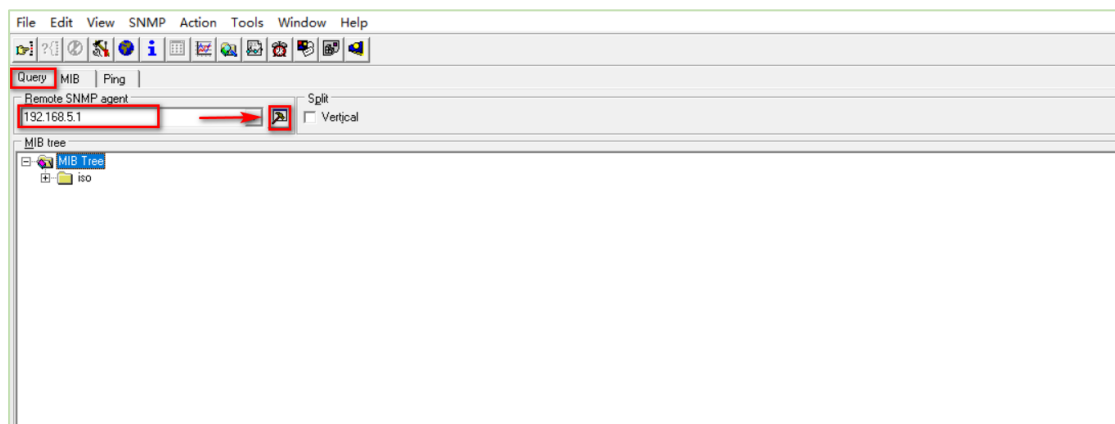 File Edit View SNMP Action Tools Window Help
Query MIB Ping
Remote SNMP agent Split
192.168.5.1 Vertical
MIB tree
MIB Tree
iso